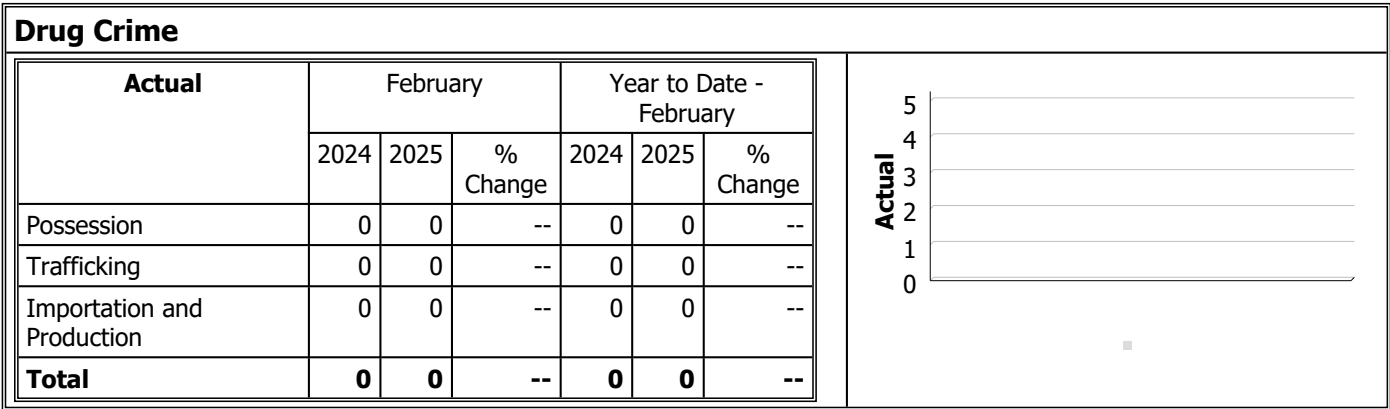 Drug Crime
Actual February Year to Date -
February
2024 2025 %
Change 2024 2025 %
Change
Possession 0 0 -- 0 0 --
Trafficking 0 0 -- 0 0 --
Importation and
Production 0 0 -- 0 0 --
Total 0 0 -- 0 0 --
Actual
5
4
3
2
1
0